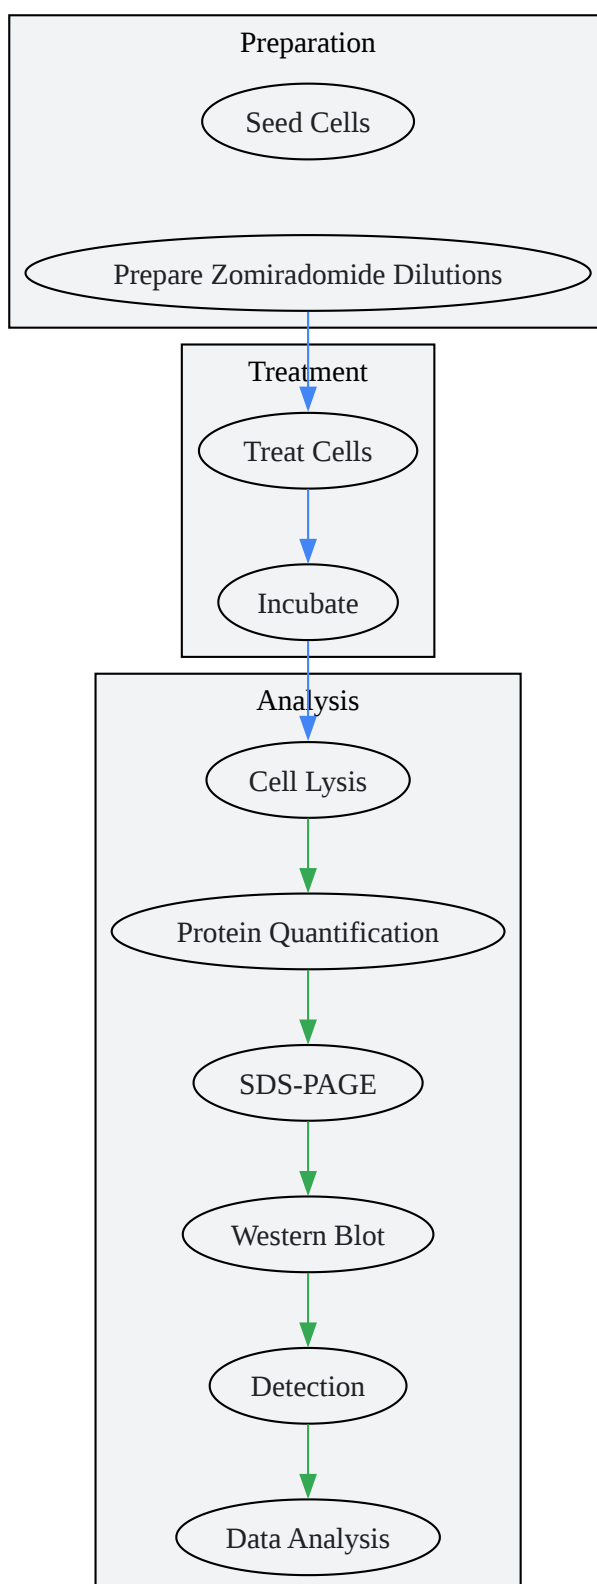 Preparation
Seed Cells
Prepare Zomiradomide Dilutions
Treatment
Treat Cells
Incubate
Analysis
Cell Lysis
Protein Quantification
SDS-PAGE
Western Blot
Detection
Data Analysis